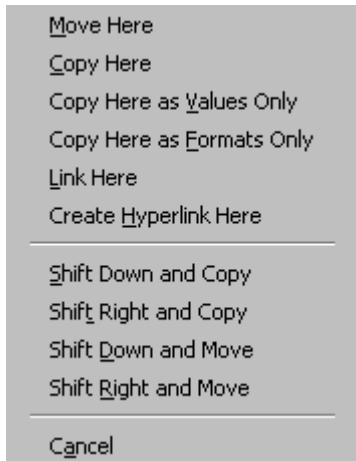 Move Here
Copy Here
Copy Here as Values Only
Copy Here as Formats Only
Link Here
Create Hyperlink Here
Shift Down and Copy
Shift Right and Copy
Shift Down and Move
Shift Right and Move
Cancel